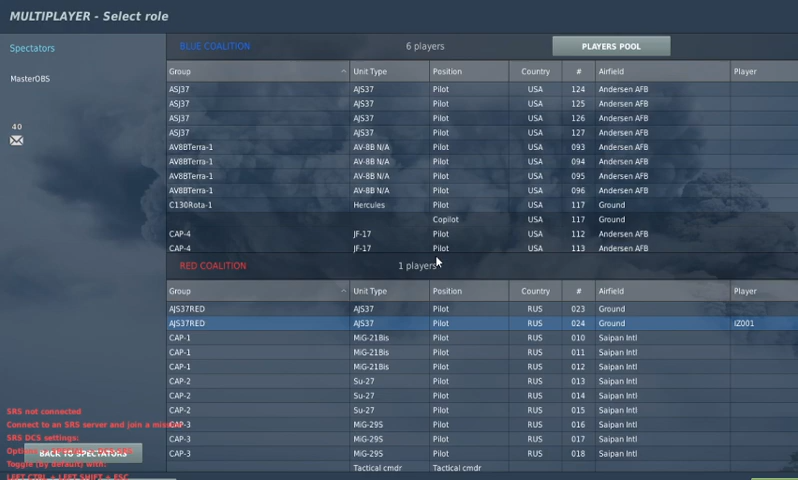 MULTIPLAYER - Select role
Spectators
MasterOBS
40
BLUE COALITION 6 players PLAYERS POOL
Group Unit Type Position Country # Airfield Player
ASJ37 AJS37 Pilot USA 124 Andersen AFB
ASJ37 AJS37 Pilot USA 125 Andersen AFB
ASJ37 AJS37 Pilot USA 126 Andersen AFB
ASJ37 AJS37 Pilot USA 127 Andersen AFB
AV8BTerra-1 AV-8B N/A Pilot USA 093 Andersen AFB
AV8BTerra-1 AV-8B N/A Pilot USA 094 Andersen AFB
AV8BTerra-1 AV-8B N/A Pilot USA 095 Andersen AFB
AV8BTerra-1 AV-8B N/A Pilot USA 096 Andersen AFB
C130Rota-1 Hercules Pilot USA 117 Ground
Copilot USA 117 Ground
CAP-4 JF-17 Pilot USA 112 Andersen AFB
CAP-4 JF-17 Pilot USA 113 Andersen AFB
RED COALITION 1 players
Group Unit Type Position Country # Airfield Player
AJS37RED AJS37 Pilot RUS 023 Ground
AJS37RED AJS37 Pilot RUS 024 Ground IZ001
CAP-1 MiG-21Bis Pilot RUS 010 Saipan Intl
CAP-1 MiG-21Bis Pilot RUS 011 Saipan Intl
CAP-1 MiG-21Bis Pilot RUS 012 Saipan Intl
CAP-2 Su-27 Pilot RUS 013 Saipan Intl
CAP-2 Su-27 Pilot RUS 014 Saipan Intl
CAP-2 Su-27 Pilot RUS 015 Saipan Intl
CAP-3 MiG-29S Pilot RUS 016 Saipan Intl
CAP-3 MiG-29S Pilot RUS 017 Saipan Intl
CAP-3 MiG-29S Pilot RUS 018 Saipan Intl
Tactical cmdr Tactical cmdr
SRS not connected
Connect to an SRS server and join a
SRS DCS settings:
BACK TO SPECTATORS
Toggle (by default) with:
LEFT CTRL + LEFT SHIFT + ESC